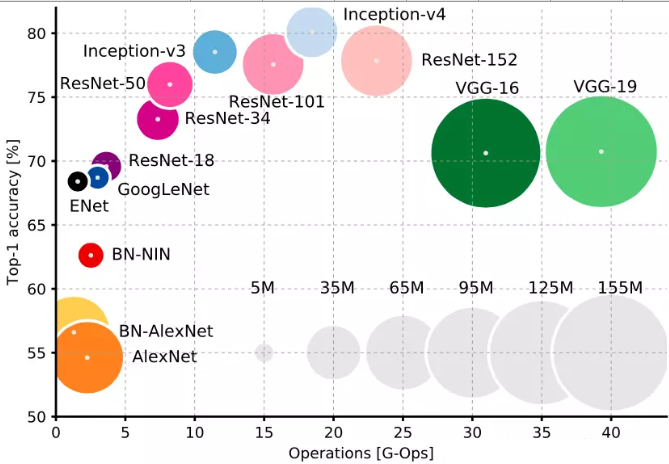 Inception-v4
80
Inception-v3
ResNet-152
ResNet-50
VGG-16
VGG-19
75
ResNet-101
ResNet-34
Top-1 accuracy [%]
70
ResNet-18
GoogLeNet
ENet
65
BN-NIN
60
5M 35M 65M 95M 125M 155M
BN-AlexNet
55
AlexNet
50
0 5 10 15 20 25 30 35 40
Operations [G-Ops]